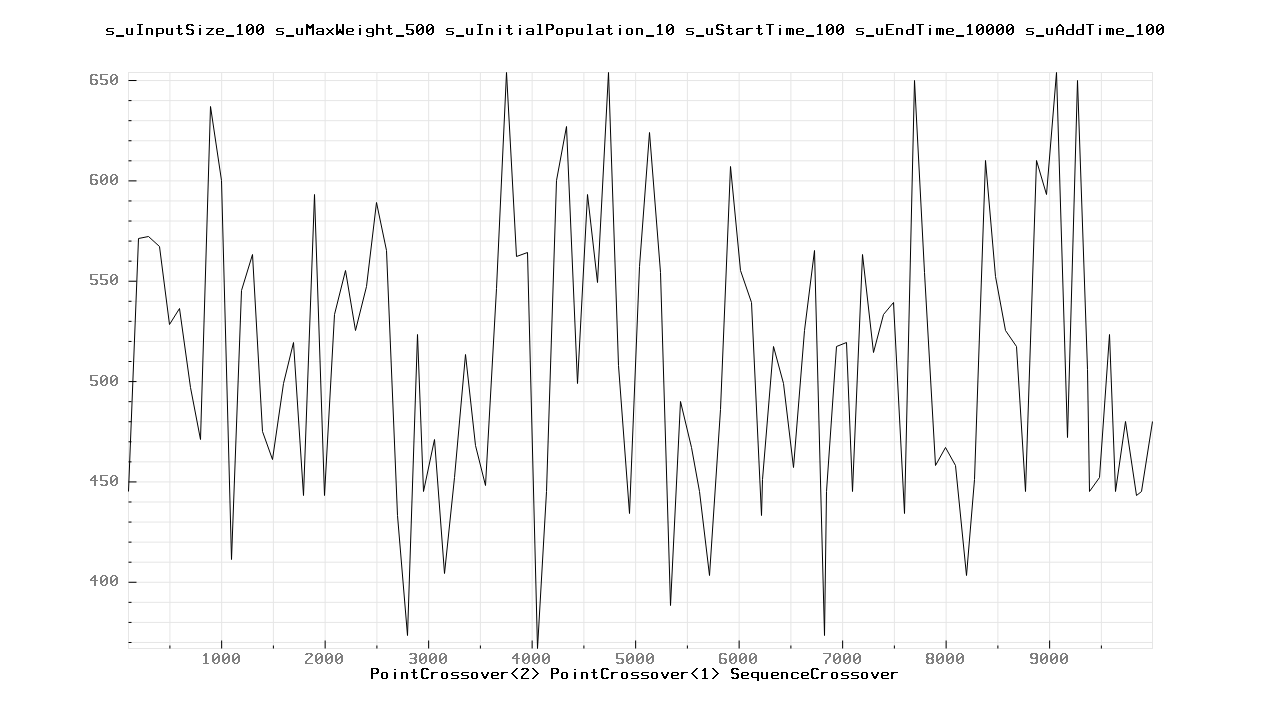 s_uInputSize_100 s_uMaxWeight_500 s_uInitialPopulation_10 s_uStartTime_100 s_uEndTime_10000 s_uAddTime_100
650
600
550
500
450
400
1000 2000 3000 4000 5000 6000 7000 8000 9000
PointCrossover<2> PointCrossover<1> SequenceCrossover